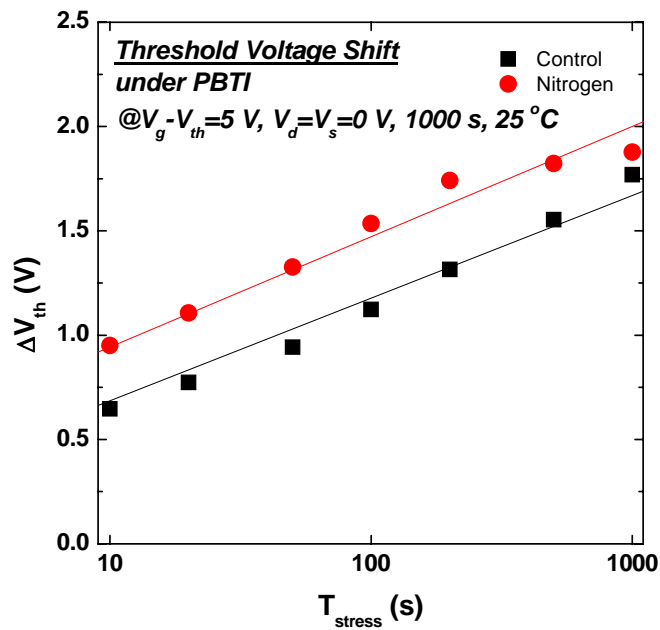 Threshold Voltage Shift
under PBTI
@Vg-Vth=5 V, Vd=Vs=0 V, 1000 s, 25 °C
Control
Nitrogen
2.5
2.0
1.5
1.0
0.5
0.0
ΔVth (V)
10
100
1000
Tstress (s)